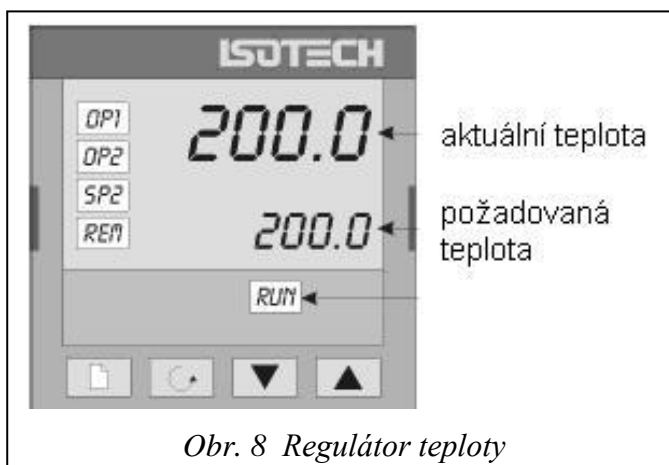 ISOTECH
OP1
200.0
aktuální teplota
OP2
SP2
REM
200.0
požadovaná
teplota
RUN
Obr. 8 Regulátor teploty